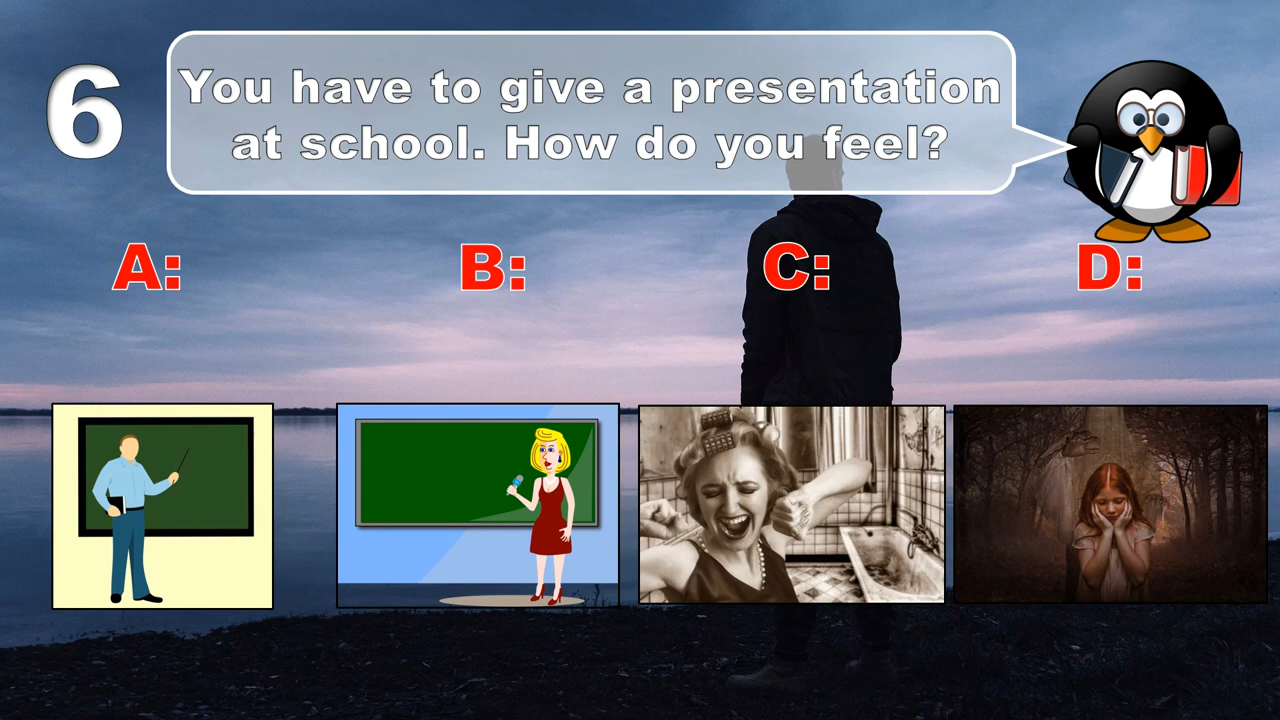 6
You have to give a presentation
at school. How do you feel?
A:
B:
C:
D: